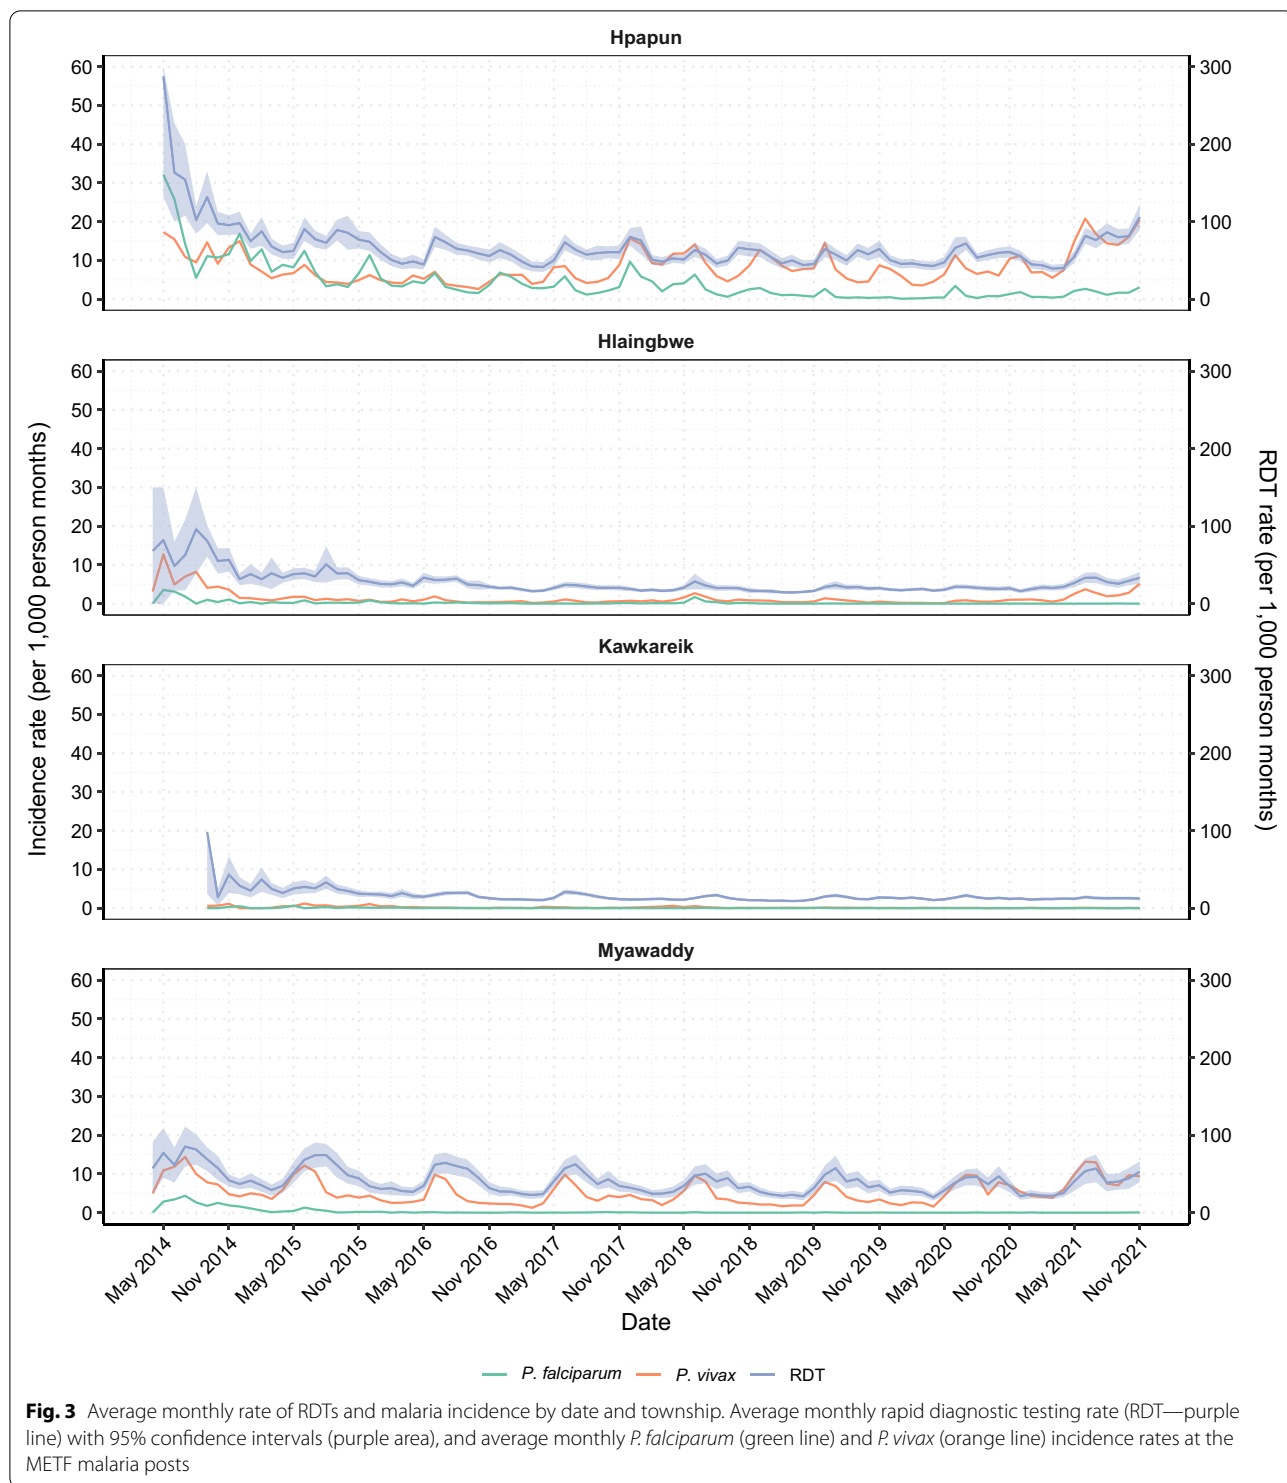 Hpapun
60
50
40
30
20
10
0
300
200
100
0
Hlaingbwe
60
50
40
30
20
10
0
300
200
100
0
Kawkareik
60
50
40
30
20
10
0
300
200
100
0
Myawaddy
60
50
40
30
20
10
0
300
200
100
0
Incidence rate (per 1,000 person months)
RDT rate (per 1,000 person months)
May 2014
Nov 2014
May 2015
Nov 2015
May 2016
Nov 2016
May 2017
Nov 2017
May 2018
Nov 2018
May 2019
Nov 2019
May 2020
Nov 2020
May 2021
Nov 2021
Date
P. falciparum P. vivax RDT
Fig. 3 Average monthly rate of RDTs and malaria incidence by date and township. Average monthly rapid diagnostic testing rate (RDT—purple
line) with 95% confidence intervals (purple area), and average monthly P. falciparum (green line) and P. vivax (orange line) incidence rates at the
METF malaria posts